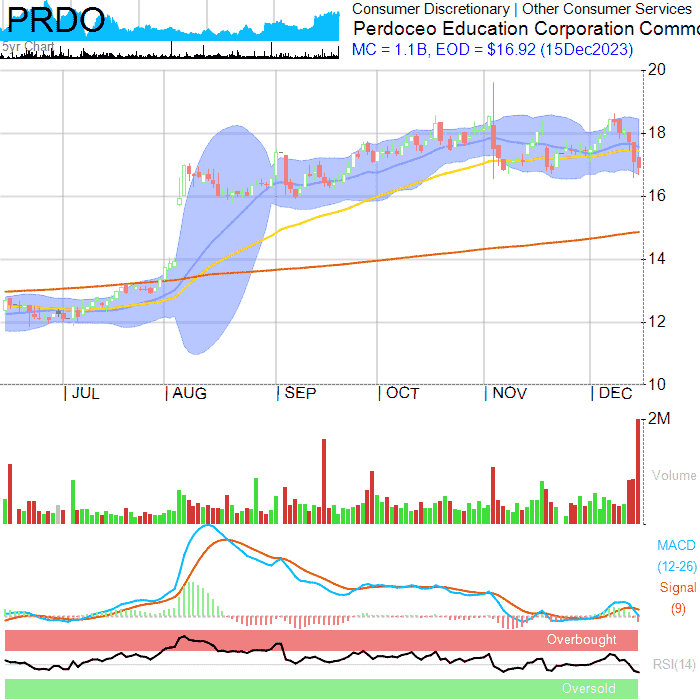 PRDO
5yr Chart
Consumer Discretionary | Other Consumer Services
Perdoceo Education Corporation Commo
MC = 1.1B, EOD = $16.92 (15Dec2023)
20
18
16
14
12
10
JUL AUG SEP OCT NOV DEC
2M
Volume
MACD
(12-26)
Signal
(9)
Overbought
RSI(14)
Oversold